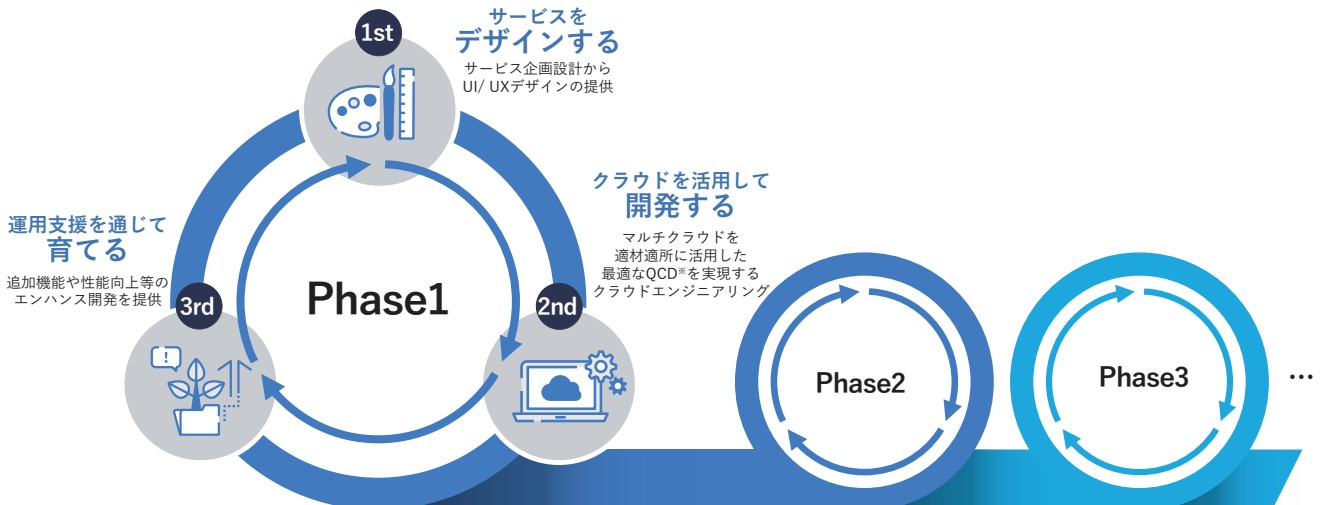 1st
サービスを
デザインする
サービス企画設計から
UI/ UXデザインの提供
クラウドを活用して
開発する
マルチクラウドを
適材適所に活用した
最適なQCD※を実現する
クラウドエンジニアリング
2nd
運用支援を通じて
育てる
追加機能や性能向上等の
エンハンス開発を提供
3rd
!
Phase1
Phase2
Phase3
…